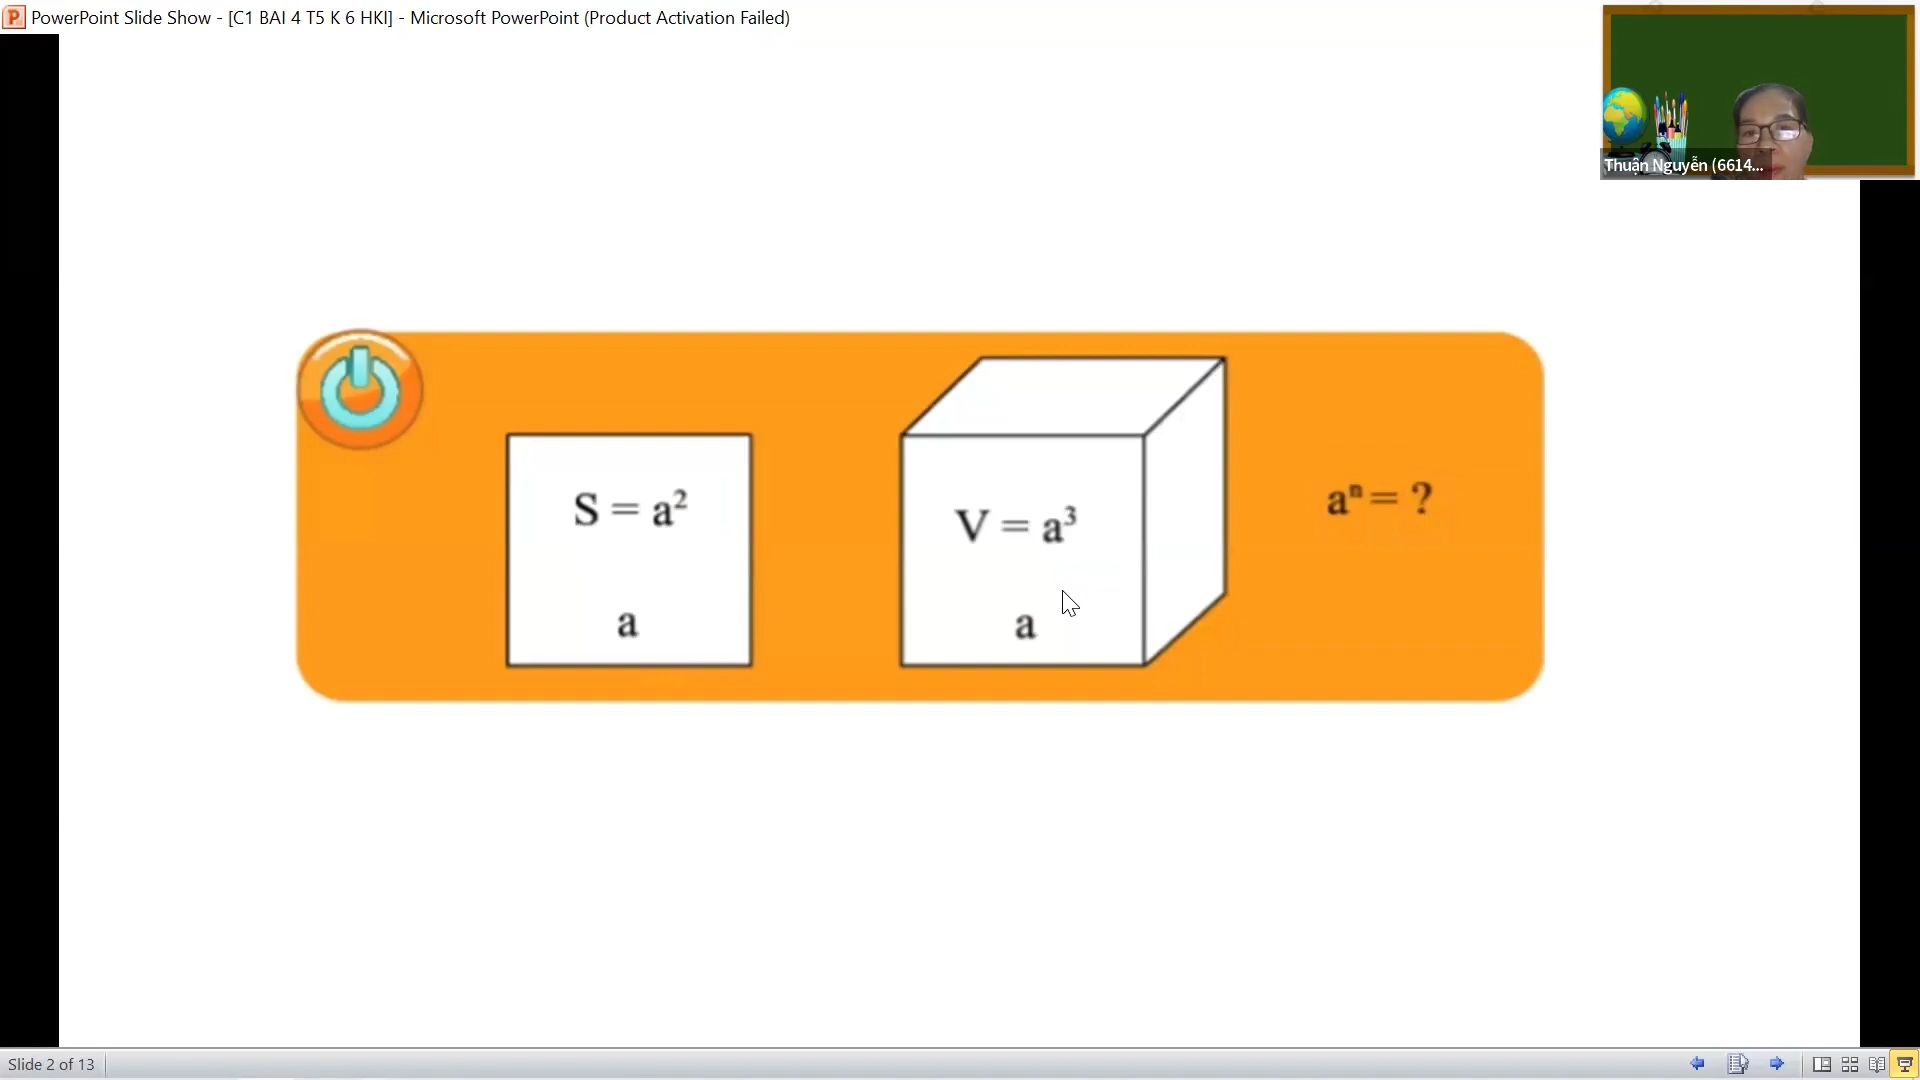 PowerPoint Slide Show - [C1 BAI 4 T5 K 6 HKI] - Microsoft PowerPoint (Product Activation Failed)
Thuận Nguyễn (6614...
S = a²
a
V = a³
a
aⁿ = ?
Slide 2 of 13